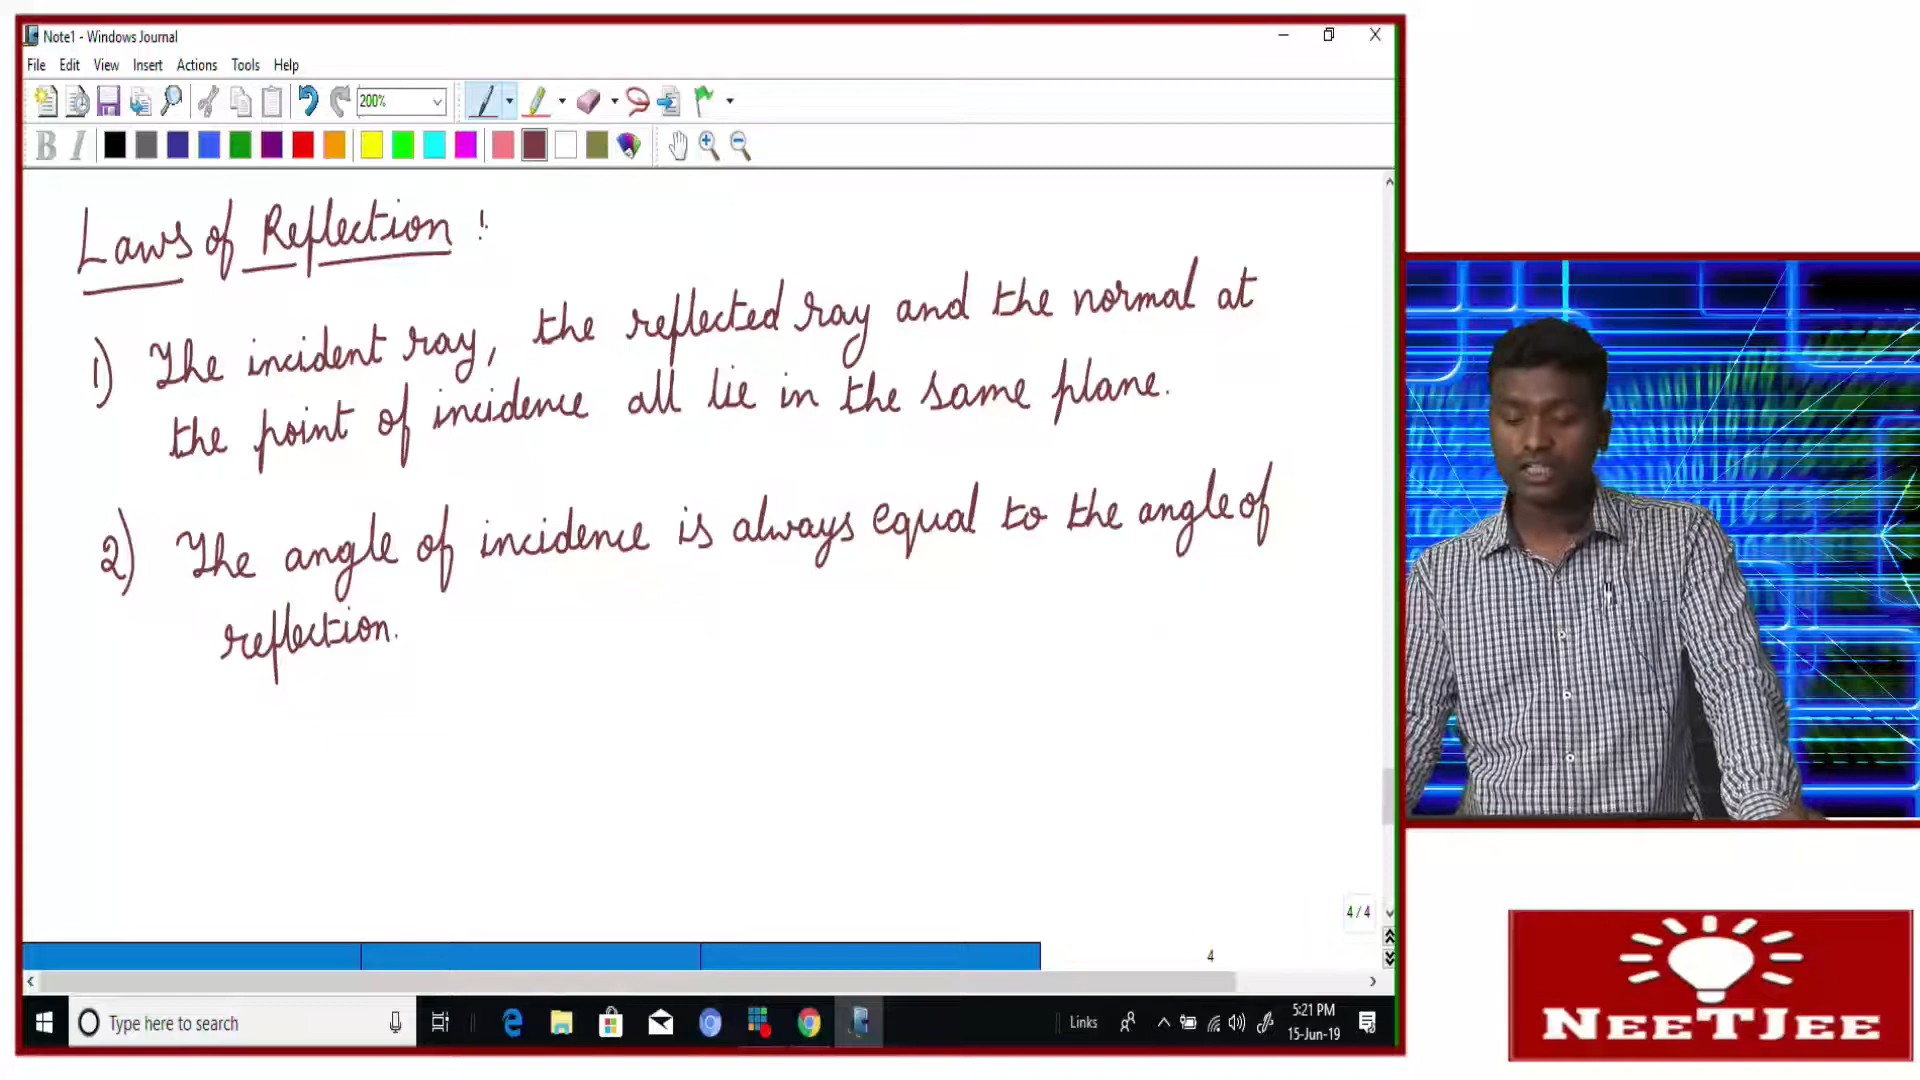 Note1 - Windows Journal
File Edit View Insert Actions Tools Help
200%
B I
Laws of Reflection :
1) The incident ray, the reflected ray and the normal at
the point of incidence all lie in the same plane.
2) The angle of incidence is always equal to the angle of
reflection.
4 / 4
4
Type here to search
Links
5:21 PM
15-Jun-19
NEETJEE